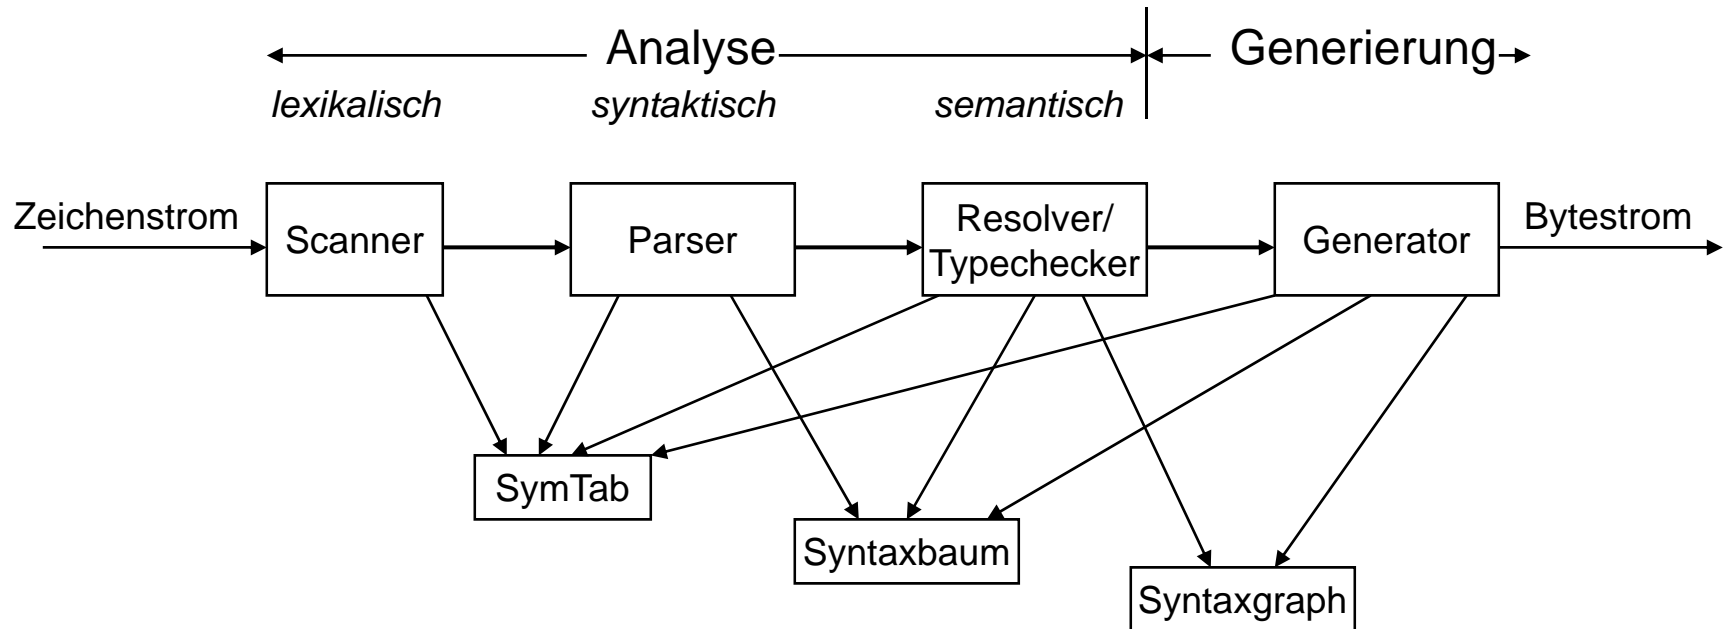 Analyse
Generierung
lexikalisch
syntaktisch
semantisch
Zeichenstrom
Scanner
Parser
Resolver/
Typechecker
Generator
Bytestrom
SymTab
Syntaxbaum
Syntaxgraph